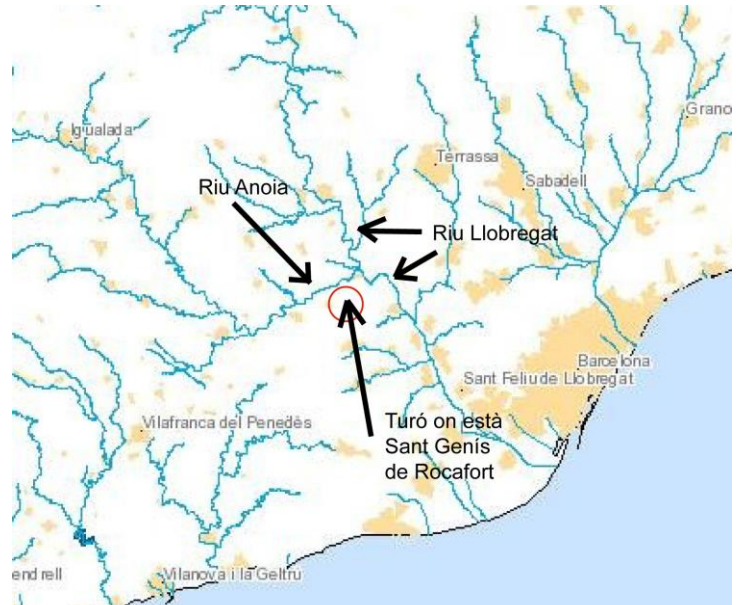 Igualada
Grano
Terrassa
Sabadell
Riu Anoia
Riu Llobregat
Barcelona
Sant Feliu de Llobregat
Vilafranca del Penedès
Turó on està
Sant Genís
de Rocafort
endrell
Vilanova i la Geltrú